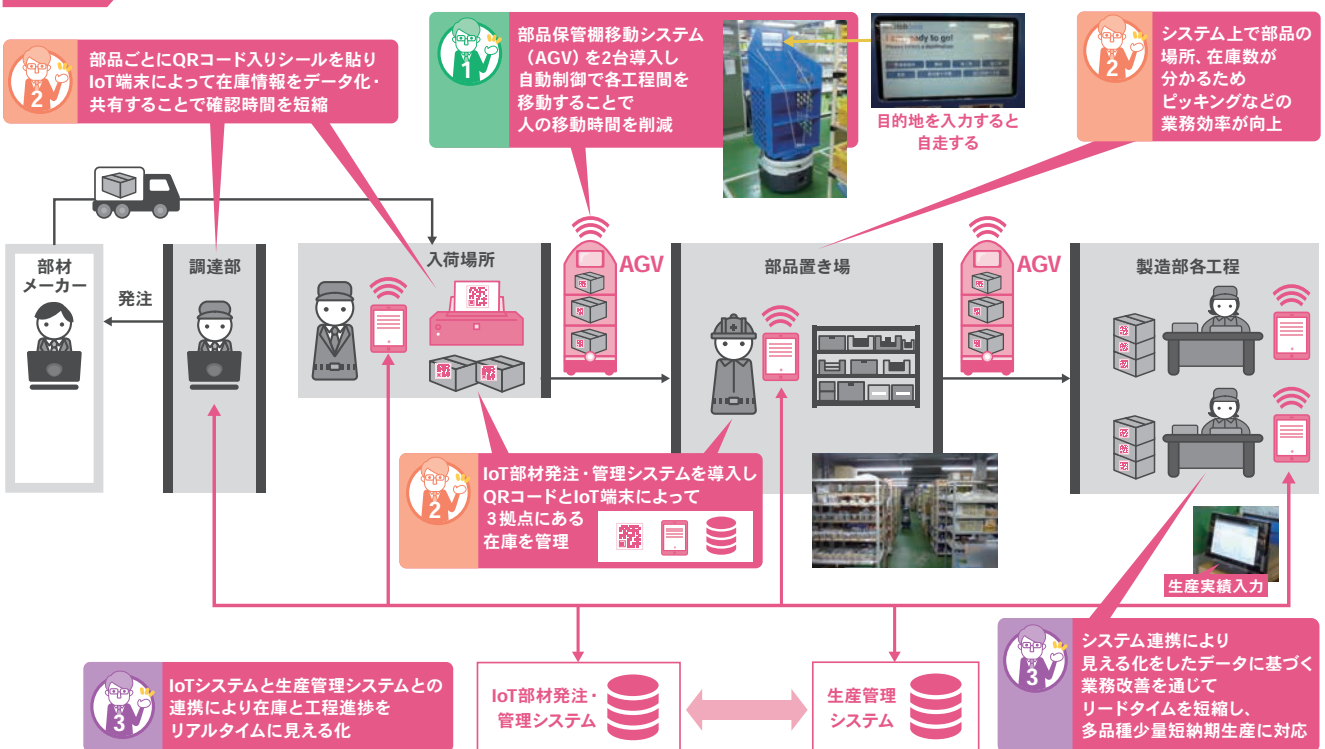 部品ごとにQRコード入りシールを貼り
IoT端末によって在庫情報をデータ化・
共有することで確認時間を短縮
2
部品保管棚移動システム
（AGV）を2台導入し
自動制御で各工程間を
移動することで
人の移動時間を削減
1
目的地を入力すると
自走する
システム上で部品の
場所、在庫数が
分かるため
ピッキングなどの
業務効率が向上
2
部材
メーカー
発注
調達部
入荷場所
AGV
部品置き場
AGV
製造部各工程
IoT部材発注・管理システムを導入し
QRコードとIoT端末によって
3拠点にある
在庫を管理
2
生産実績入力
IoTシステムと生産管理システムとの
連携により在庫と工程進捗を
リアルタイムに見える化
3
IoT部材発注・
管理システム
生産管理
システム
システム連携により
見える化をしたデータに基づく
業務改善を通じて
リードタイムを短縮し、
多品種少量短納期生産に対応
3